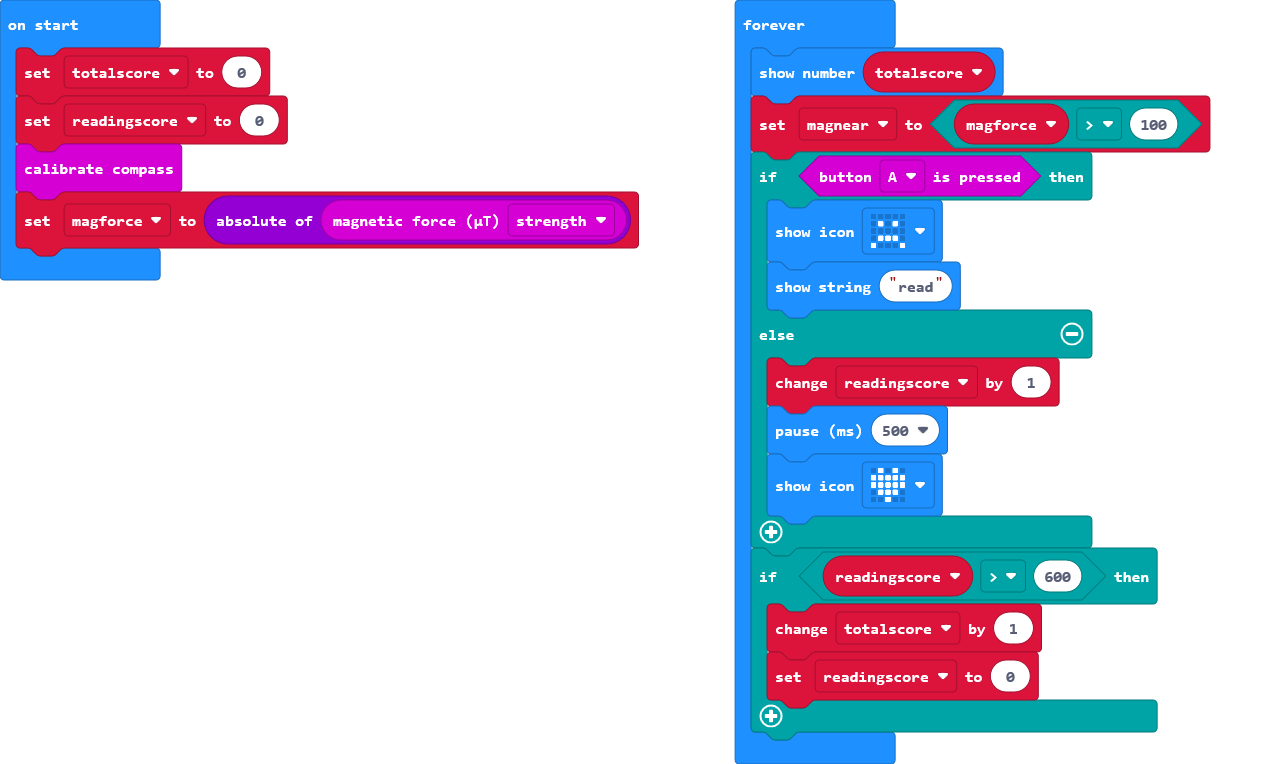 on start
set totalscore to 0
set readingscore to 0
calibrate compass
set magforce to absolute of magnetic force (µT) strength
forever
show number totalscore
set magnear to magforce > 100
if button A is pressed then
show icon
show string "read"
else
change readingscore by 1
pause (ms) 500
show icon
if readingscore > 600 then
change totalscore by 1
set readingscore to 0